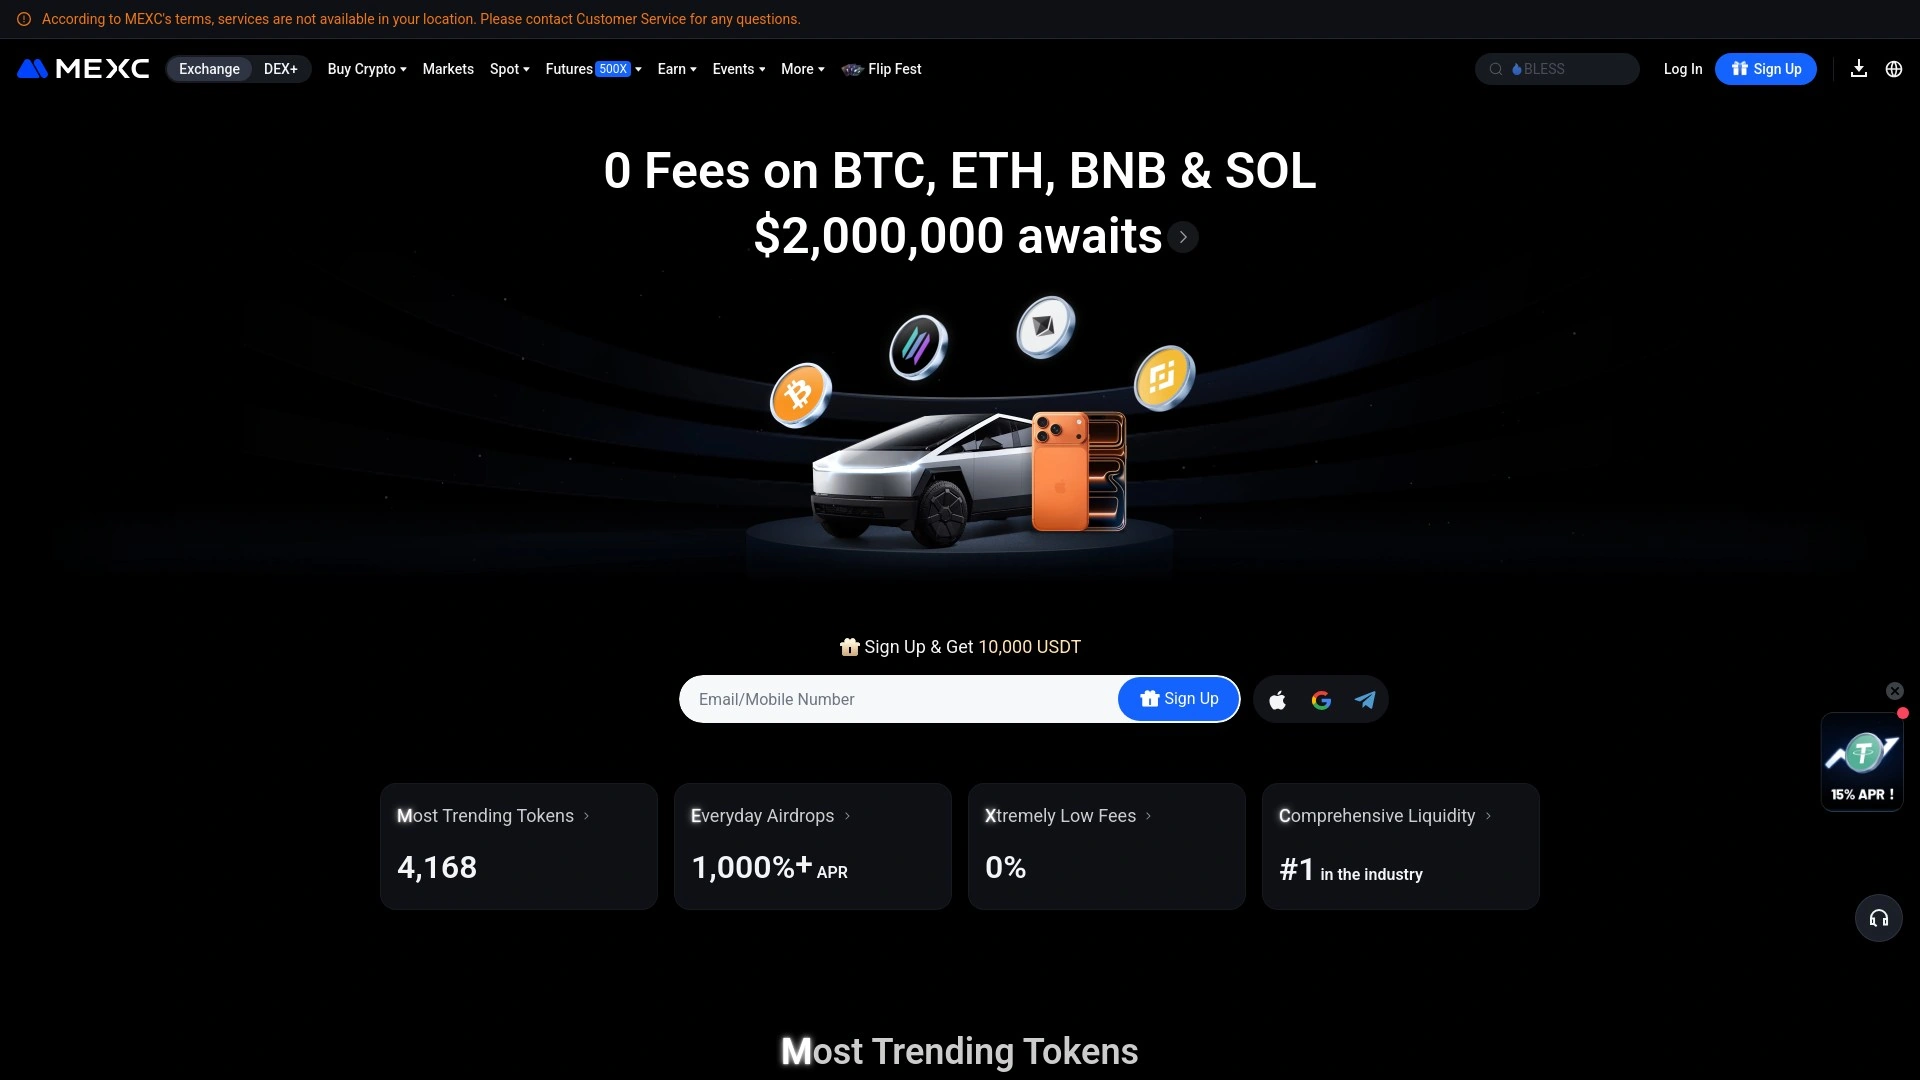 According to MEXC's terms, services are not available in your location. Please contact Customer Service for any questions.
MEXC
Exchange
DEX+
Buy Crypto
Markets
Spot
Futures 500X
Earn
Events
More
Flip Fest
BLESS
Log In
Sign Up
0 Fees on BTC, ETH, BNB & SOL
$2,000,000 awaits
Sign Up & Get 10,000 USDT
Email/Mobile Number
Sign Up
15% APR !
Most Trending Tokens
4,168
Everyday Airdrops
1,000%+ APR
Xtremely Low Fees
0%
Comprehensive Liquidity
#1 in the industry
Most Trending Tokens